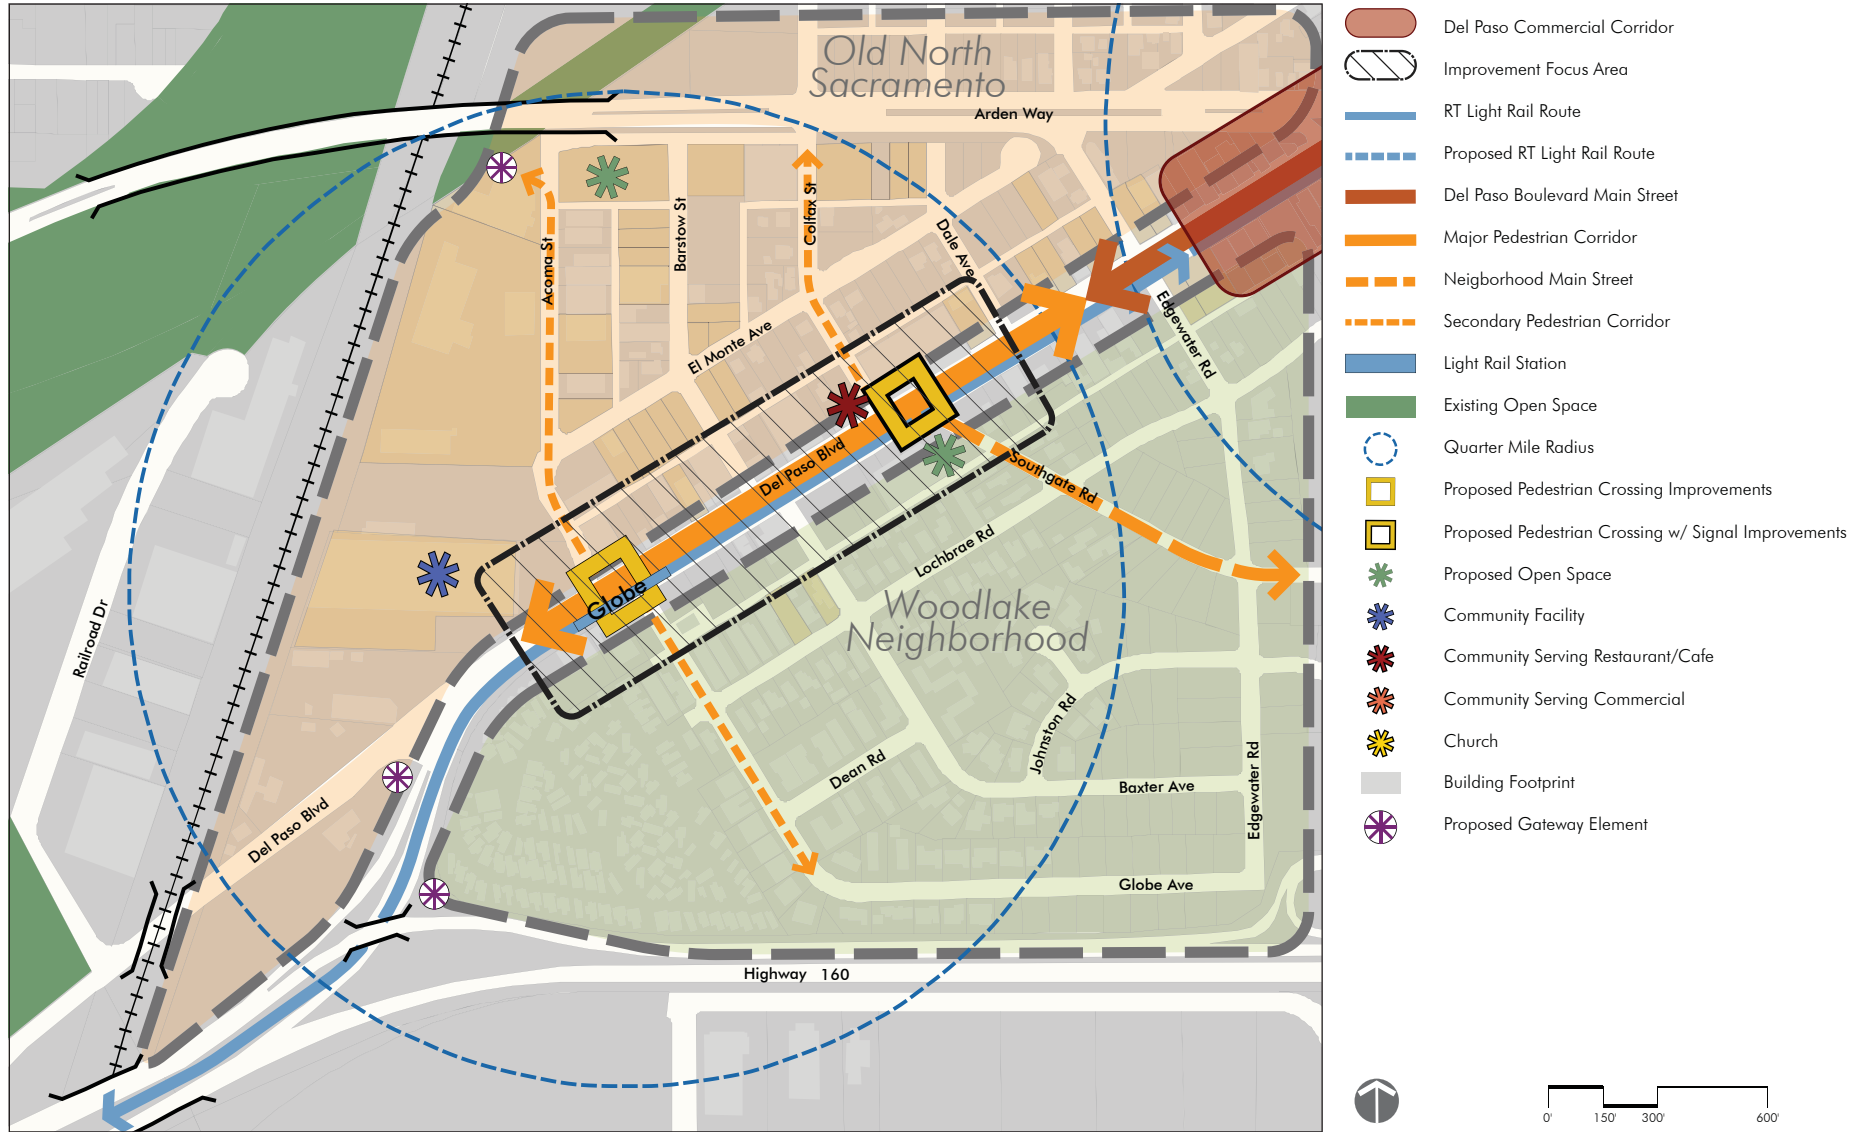 Old North
Sacramento
Arden Way
Acoma St
Barstow St
Colfax St
Dale Ave
El Monte Ave
Edgewater Rd
Del Paso Blvd
Southgate Rd
Globe
Lochbrae Rd
Woodlake
Neighborhood
Railroad Dr
Johnston Rd
Dean Rd
Baxter Ave
Edgewater Rd
Del Paso Blvd
Globe Ave
Highway 160
Del Paso Commercial Corridor
Improvement Focus Area
RT Light Rail Route
Proposed RT Light Rail Route
Del Paso Boulevard Main Street
Major Pedestrian Corridor
Neigborhood Main Street
Secondary Pedestrian Corridor
Light Rail Station
Existing Open Space
Quarter Mile Radius
Proposed Pedestrian Crossing Improvements
Proposed Pedestrian Crossing w/ Signal Improvements
Proposed Open Space
Community Facility
Community Serving Restaurant/Cafe
Community Serving Commercial
Church
Building Footprint
Proposed Gateway Element
0' 150' 300' 600'